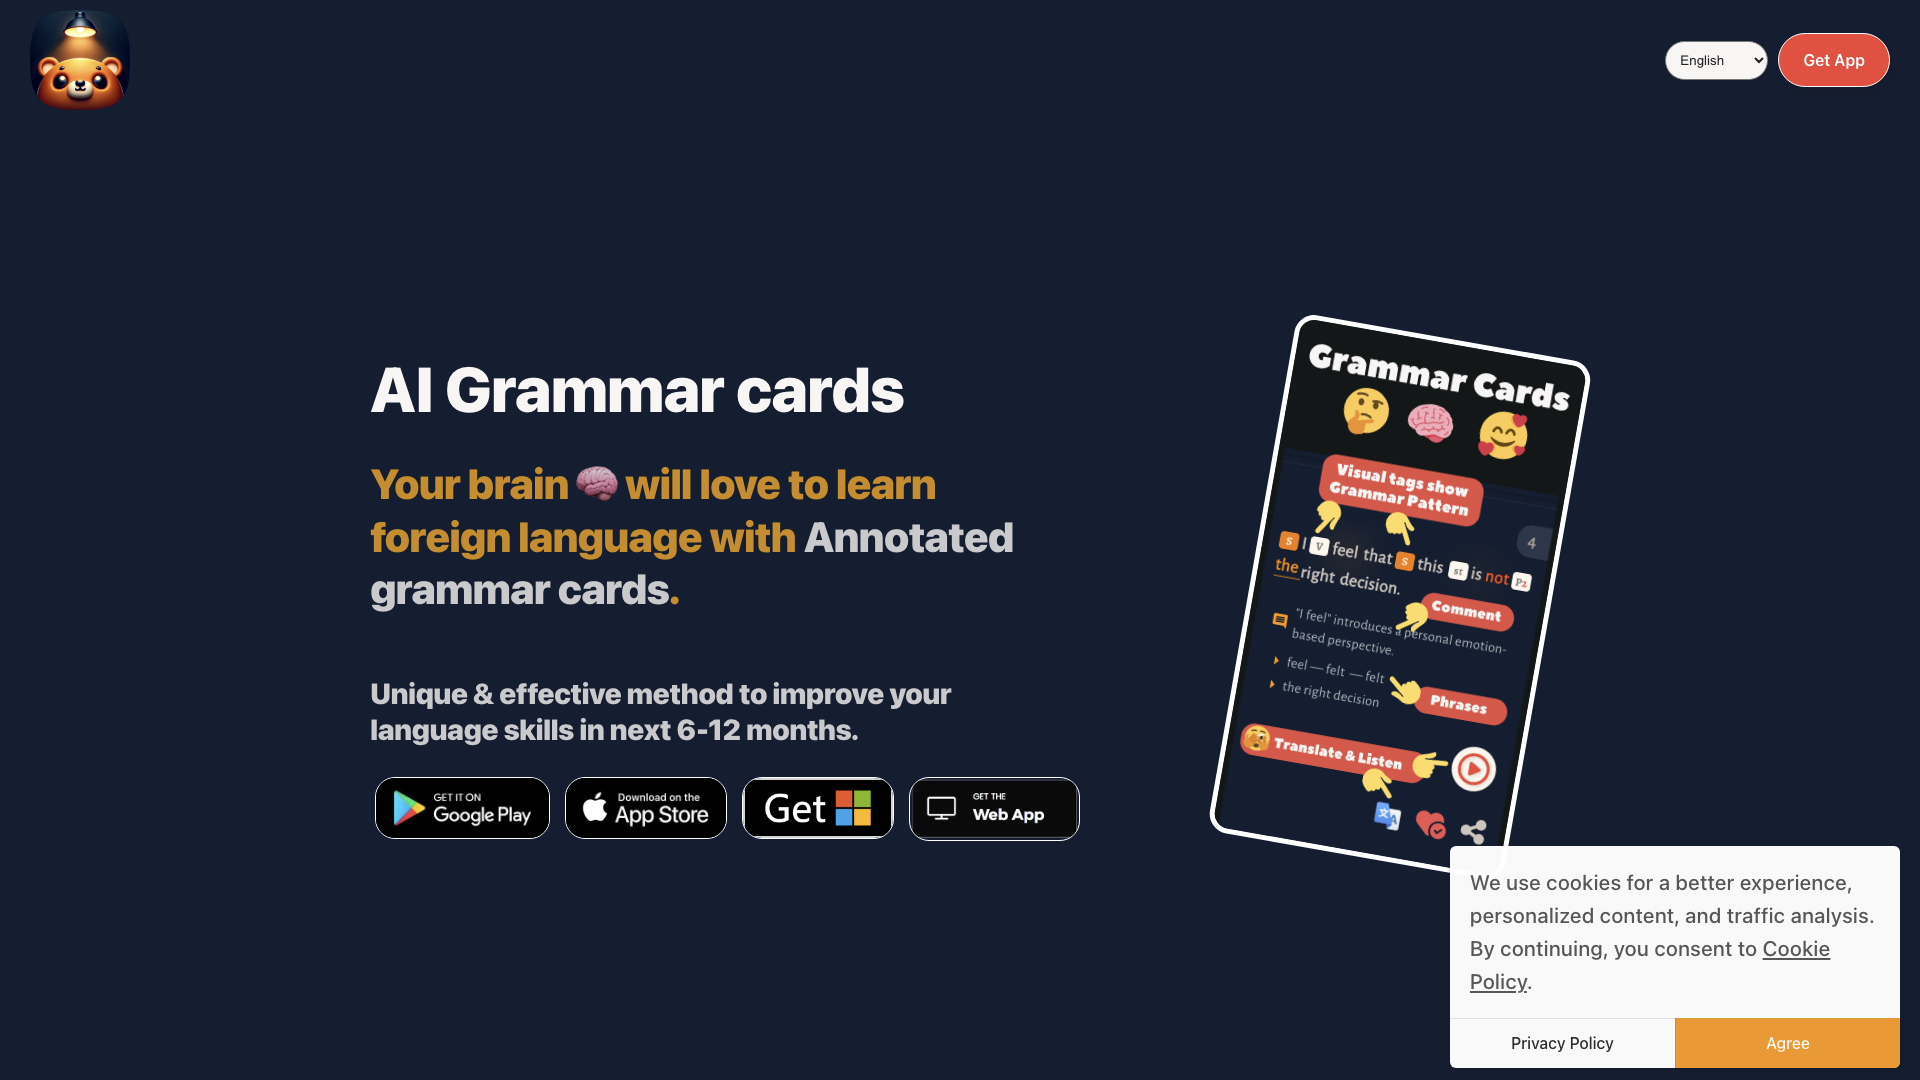 English
Get App
AI Grammar cards
Your brain 🧠 will love to learn
foreign language with Annotated
grammar cards.
Unique & effective method to improve your
language skills in next 6-12 months.
GET IT ON
Google Play
Download on the
App Store
Get
GET THE
Web App
Grammar Cards
Visual tags show
Grammar Pattern
4
S I V feel that S this st is not P2
the right decision.
Comment
"I feel" introduces a personal emotion-
based perspective.
feel — felt — felt
the right decision
Phrases
Translate & Listen
We use cookies for a better experience,
personalized content, and traffic analysis.
By continuing, you consent to Cookie
Policy.
Privacy Policy
Agree